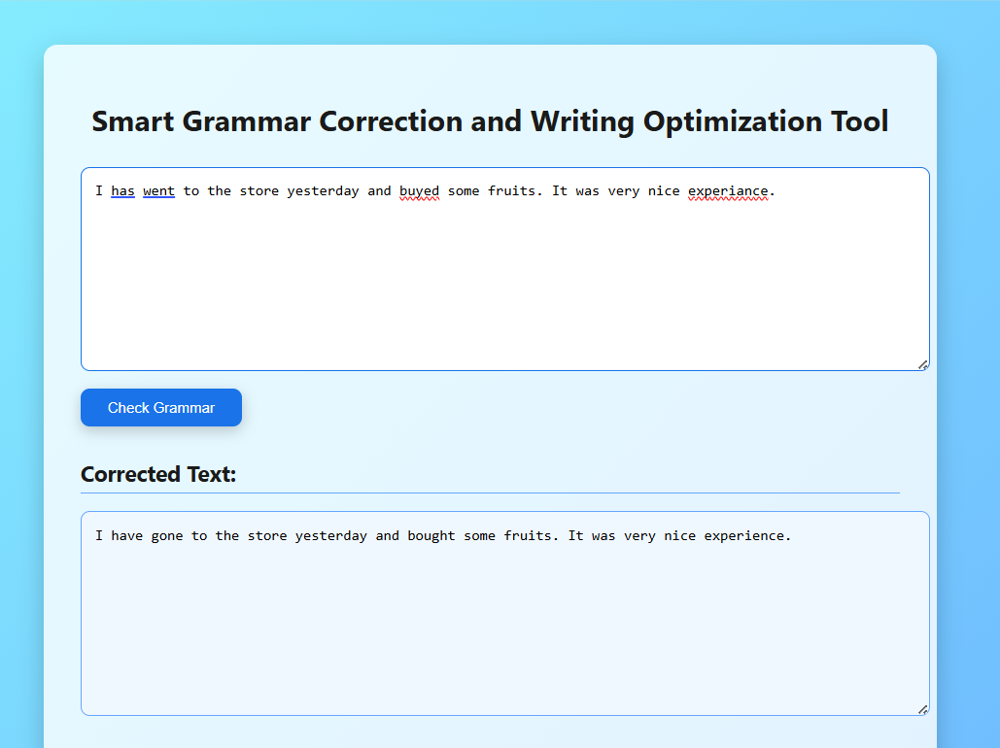 Smart Grammar Correction and Writing Optimization Tool
I has went to the store yesterday and buyed some fruits. It was very nice experiance.
Check Grammar
Corrected Text:
I have gone to the store yesterday and bought some fruits. It was very nice experience.